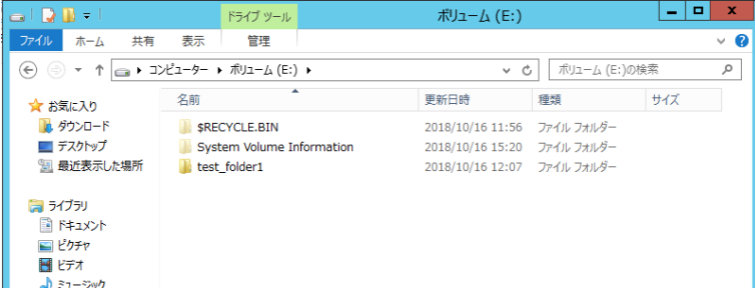 ドライブ ツール
ボリューム (E:)
ファイル ホーム 共有 表示 管理
コンピューター ボリューム (E:)
ボリューム (E:)の検索
お気に入り
ダウンロード
デスクトップ
最近表示した場所
ライブラリ
ドキュメント
ピクチャ
ビデオ
ミュージック
名前 更新日時 種類 サイズ
$RECYCLE.BIN 2018/10/16 11:56 ファイル フォルダー
System Volume Information 2018/10/16 15:20 ファイル フォルダー
test_folder1 2018/10/16 12:07 ファイル フォルダー